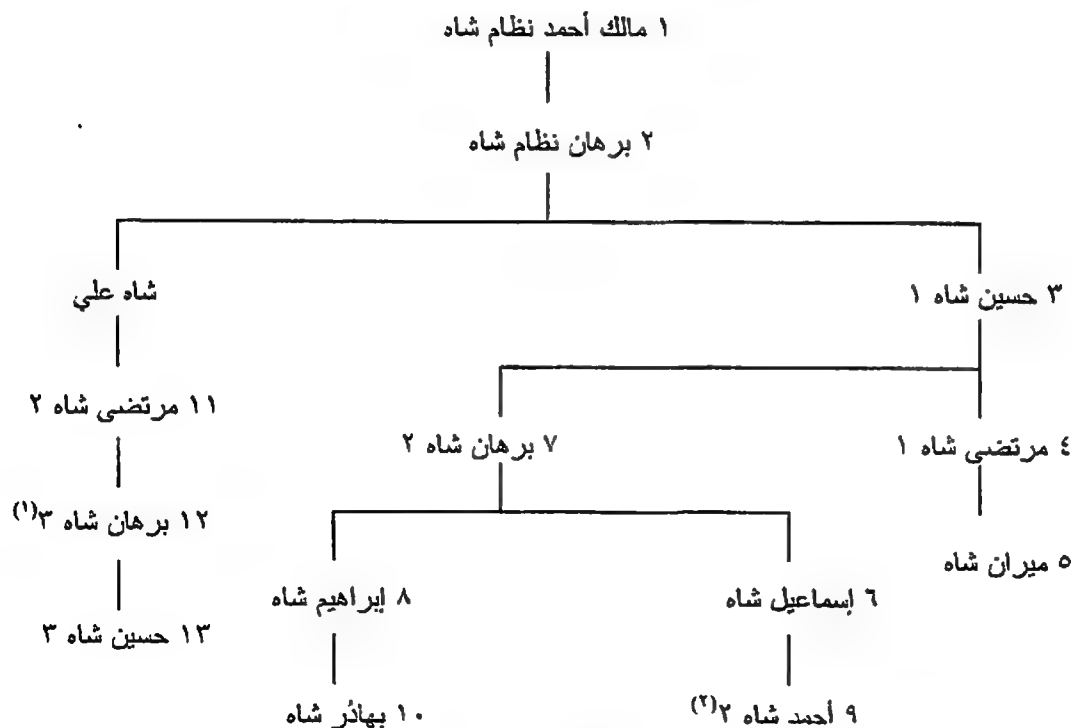 ١ مالك أحمد نظام شاه
٢ برهان نظام شاه
٣ حسين شاه ١
شاه علي
٤ مرتضى شاه ١
٧ برهان شاه ٢
١١ مرتضى شاه ٢
٥ ميران شاه
٦ إسماعيل شاه
٨ إبراهيم شاه
١٢ برهان شاه ٣(١)
٩ أحمد شاه ٢(٢)
١٠ بهادُر شاه
١٣ حسين شاه ٣